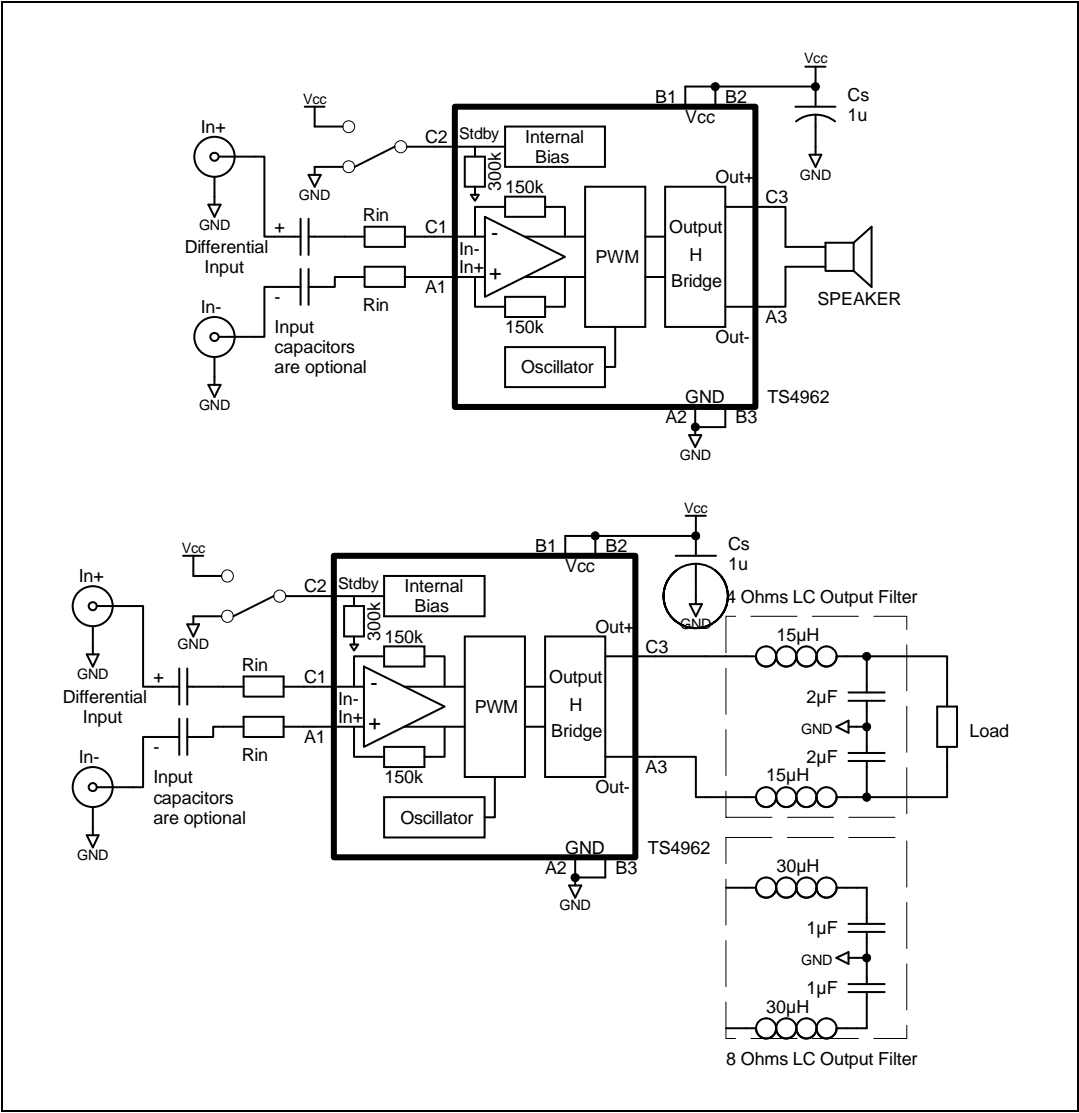 Vcc
B1
B2
Vcc
Cs
1u
GND
Vcc
In+
C2
Stdby
Internal
Bias
300k
GND
GND
150k
Out+
C3
+
Rin
C1
-
In-
In+
+
Differential
Input
PWM
Output
H
Bridge
-
Rin
A1
150k
SPEAKER
A3
In-
Input
capacitors
are optional
Out-
Oscillator
GND
GND
TS4962
A2
B3
GND
Vcc
B1
B2
Vcc
Cs
1u
GND
Vcc
In+
C2
Stdby
Internal
Bias
300k
GND
GND
4 Ohms LC Output Filter
150k
Out+
C3
15µH
+
Rin
C1
-
In-
In+
+
Differential
Input
PWM
Output
H
Bridge
2µF
GND
Load
-
Rin
A1
150k
2µF
A3
15µH
In-
Input
capacitors
are optional
Out-
Oscillator
GND
GND
TS4962
A2
B3
GND
30µH
1µF
GND
1µF
30µH
8 Ohms LC Output Filter